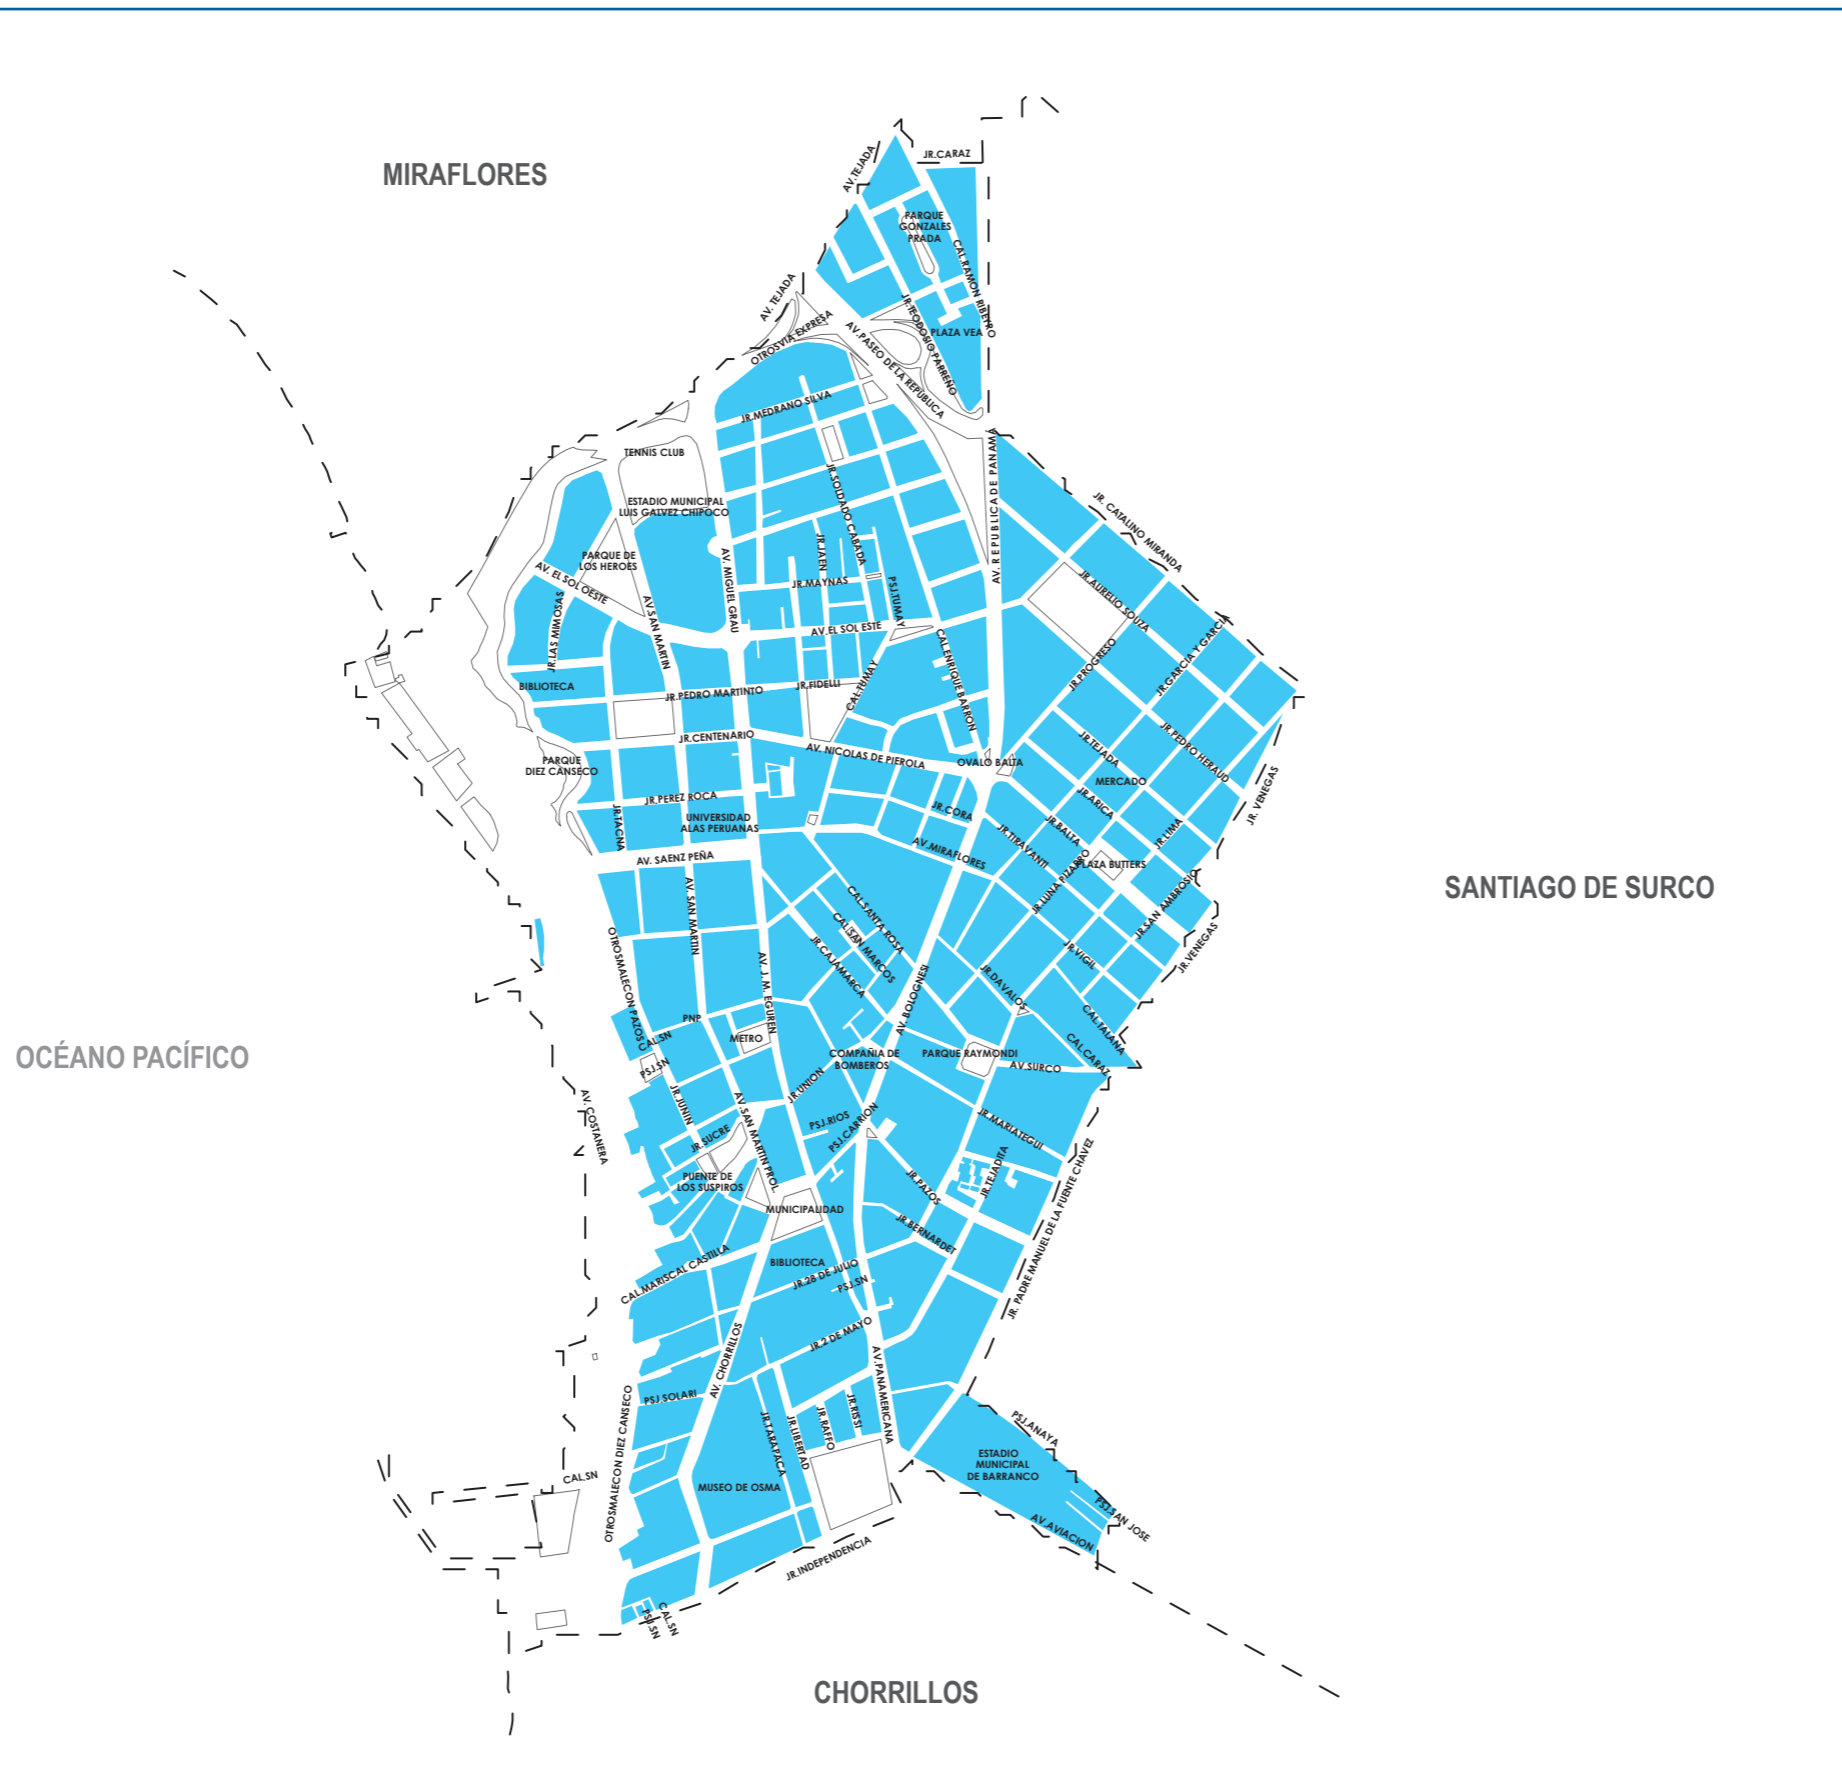 MIRAFLORES
JR.CARAZ
AV.TEJADA
PARQUE
GONZALES
PRADA
CAL.RAMON RIBEYRO
AV. TEJADA
OTROSVIA EXPRESA
JR.TEODOSIO PARREÑO
PLAZA VEA
AV.PASEO DE LA REPUBLICA
JR.MEDRANO SILVA
TENNIS CLUB
AV. REPUBLICA DE PANAMA
JR.SOLDADO CABADA
ESTADIO MUNICIPAL
LUIS GALVEZ CHIPOCO
JR. CATALINO MIRANDA
PARQUE DE
LOS HEROES
AV. EL SOL OESTE
AV. MIGUEL GRAU
JR.JAEN
JR.MAYNAS
PSJ.TUMAY
JR.AURELIO SOUZA
JR.LAS MIMOSAS
AV.SAN MARTIN
AV.EL SOL ESTE
CAL.ENRIQUE BARRON
JR.PROGRESO
JR.GARCIA Y GARCIA
BIBLIOTECA
JR.PEDRO MARTINTO
JR.FIDELLI
CAL.TUMAY
JR.CENTENARIO
AV. NICOLAS DE PIEROLA
OVALO BALTA
JR.TEJADA
JR.PEDRO HERAUD
PARQUE
DIEZ CANSECO
MERCADO
JR. VENEGAS
JR.PEREZ ROCA
JR.TACNA
UNIVERSIDAD
ALAS PERUANAS
JR.CORA
JR.ARICA
JR.BALTA
JR.TIRAVANTI
JR.LIMA
AV. SAENZ PEÑA
AV.MIRAFLORES
PLAZA BUTTERS
JR.LUNA PIZARRO
SANTIAGO DE SURCO
AV. SAN MARTIN
CAL.SANTA ROSA
CAL.SAN MARCOS
JR.CAJAMARCA
JR.SAN AMBROSIO
JR.VENEGAS
JR.VIGIL
OTROSMALECON PAZOS
AV. J. M. EGUREN
AV. BOLOGNESI
JR.DAVALOS
CAL.TALANA
PNP
CAL.SN
METRO
COMPAÑIA DE
BOMBEROS
PARQUE RAYMONDI
CAL.CARAZ
OCÉANO PACÍFICO
PSJ.SN
AV.SURCO
JR.JUNIN
JR.UNION
AV. COSTANERA
AV.SAN MARTIN PROL.
PSJ.RIOS
PSJ.CARRION
JR.MARIATEGUI
JR.SUCRE
PUENTE DE
LOS SUSPIROS
JR.PAZOS
JR.TEJADITA
JR. PADRE MANUEL DE LA FUENTE CHAVEZ
MUNICIPALIDAD
JR.BERNARDET
CAL.MARISCAL CASTILLA
BIBLIOTECA
JR.28 DE JULIO
PSJ.SN
JR.2 DE MAYO
AV. CHORRILLOS
AV.PANAMERICANA
PSJ.SOLARI
OTROSMALECON DIEZ CANSECO
JR.TARAPACA
JR.LIBERTAD
JR.RAFFO
JR.RISSI
PSJ.ANAYA
ESTADIO
MUNICIPAL
DE BARRANCO
CAL.SN
MUSEO DE OSMA
PSJ.SAN JOSE
AV.AVIACION
JR.INDEPENDENCIA
PSJ.SN
CAL.SN
CHORRILLOS